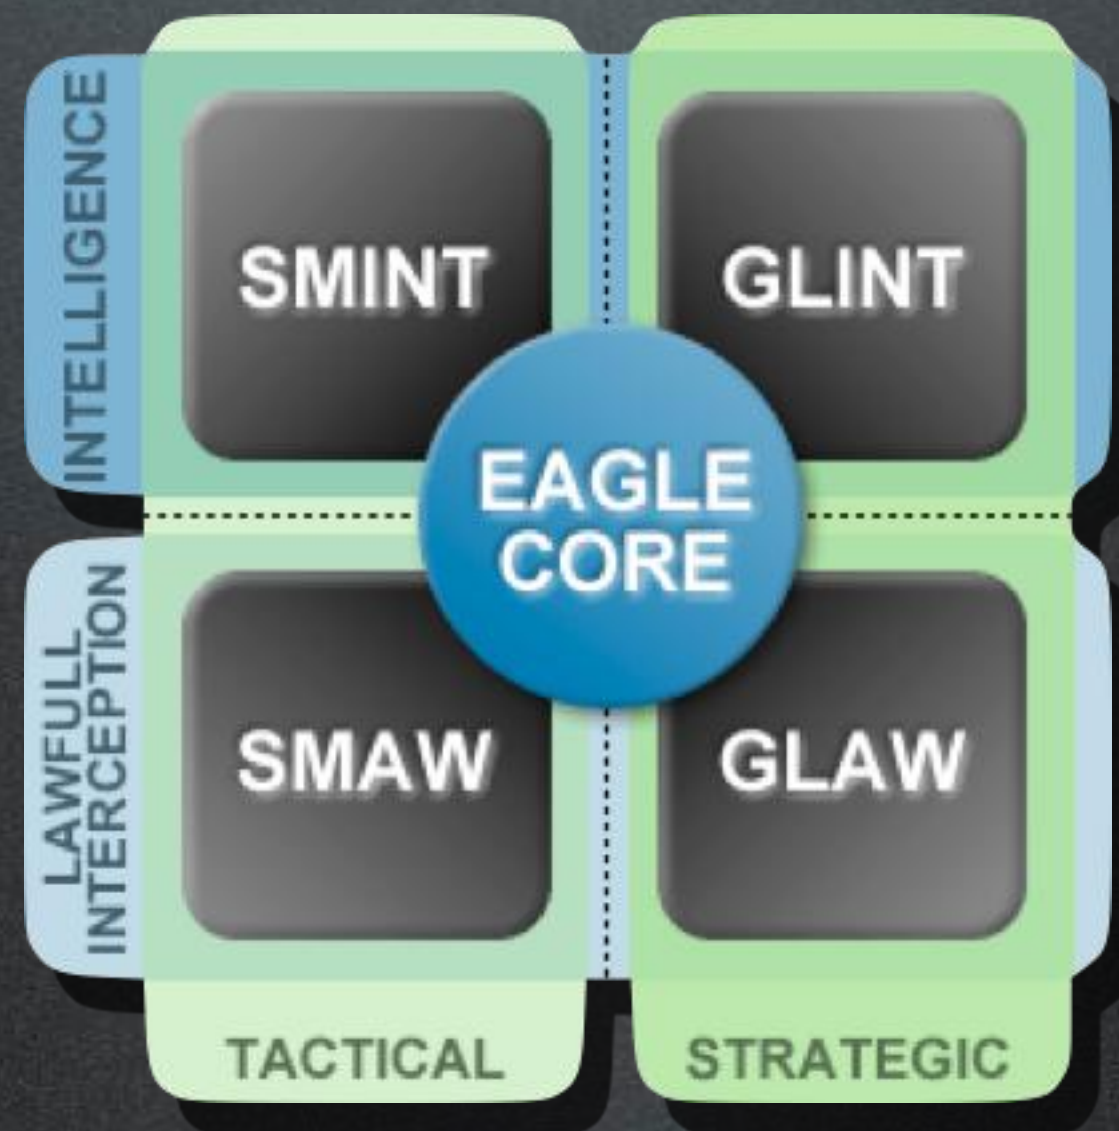 INTELLIGENCE
SMINT
GLINT
EAGLE
CORE
LAWFULL
INTERCEPTION
SMAW
GLAW
TACTICAL
STRATEGIC